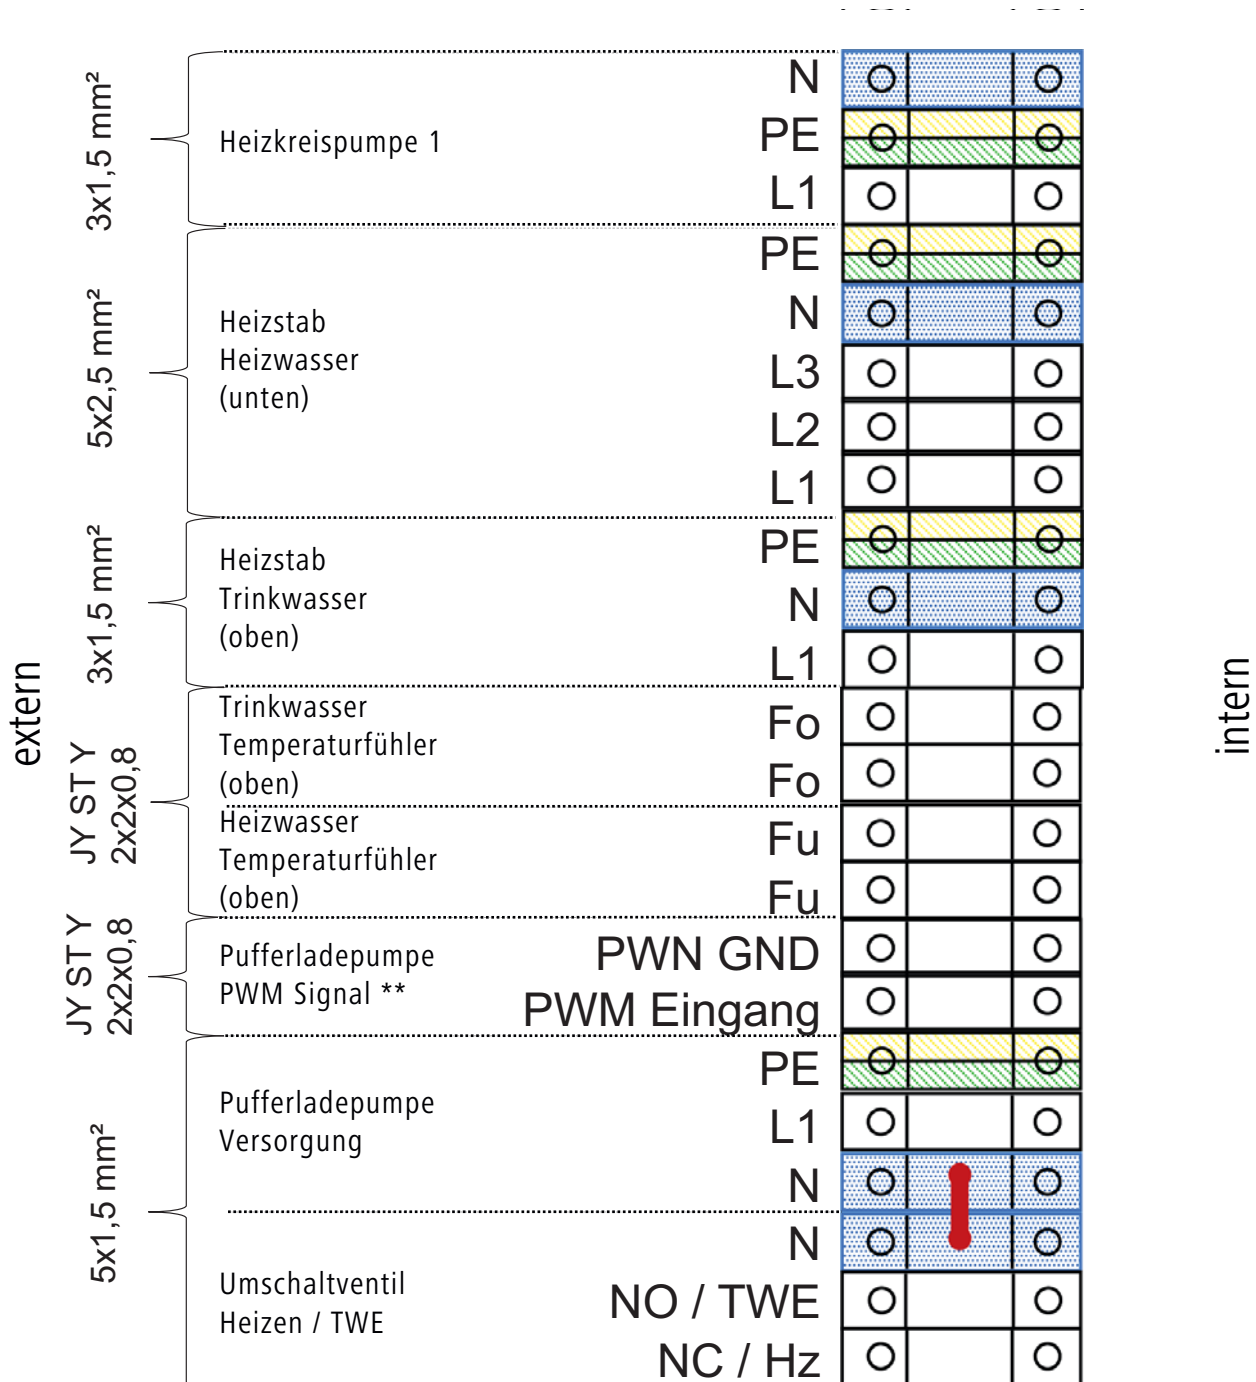 3x1,5 mm²
Heizkreispumpe 1
N
PE
L1
5x2,5 mm²
Heizstab
Heizwasser
(unten)
PE
N
L3
L2
L1
3x1,5 mm²
Heizstab
Trinkwasser
(oben)
PE
N
L1
extern
intern
JY ST Y
2x2x0,8
Trinkwasser
Temperaturfühler
(oben)
Fo
Fo
Heizwasser
Temperaturfühler
(oben)
Fu
Fu
JY ST Y
2x2x0,8
Pufferladepumpe
PWM Signal **
PWN GND
PWM Eingang
5x1,5 mm²
Pufferladepumpe
Versorgung
PE
L1
N
Umschaltventil
Heizen / TWE
N
NO / TWE
NC / Hz